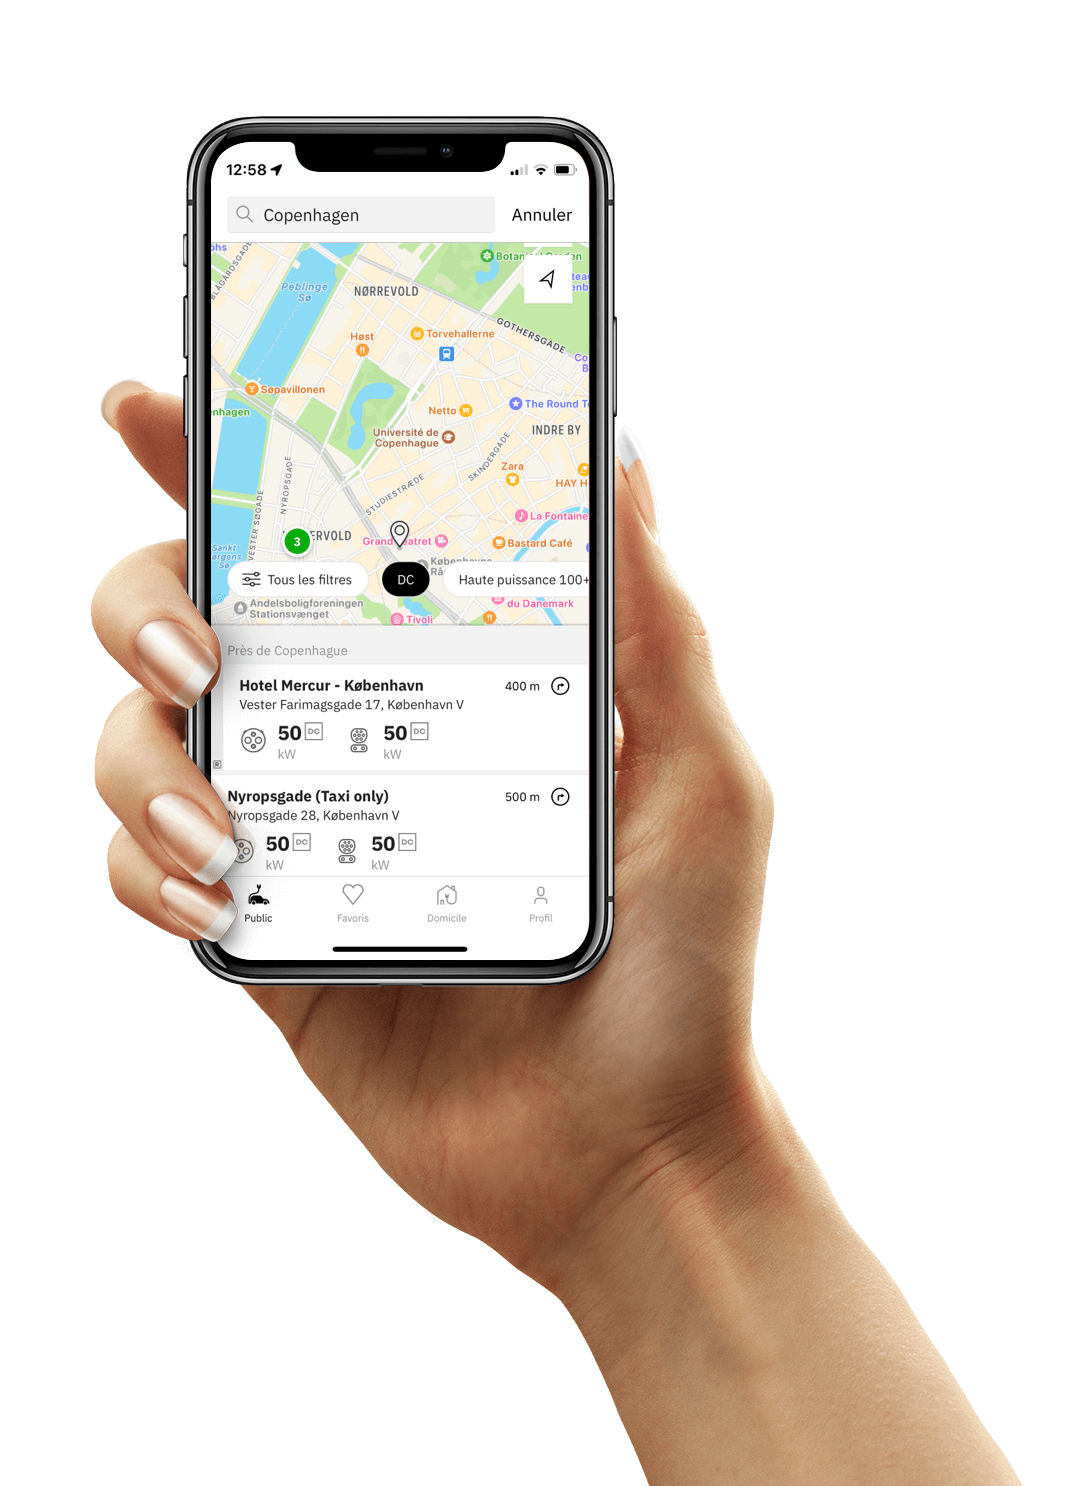 12:58
Copenhagen
Annuler
BLÅGÅRDSGADE
Peblinge
Sø
NØRREVOLD
GOTHERSGADE
Høst
Torvehallerne
Søpavillonen
nhagen
Netto
The Round T
Université de
Copenhague
INDRE BY
Zara
HAY H
SKINDERGADE
STUDIESTRÆDE
NYROPSGADE
VESTER SØGADE
La Fontaine
3
ERVOLD
Bastard Café
Sankt
Tous les filtres
DC
Haute puissance 100+
Andelsboligforeningen
Stationsvænget
du Danemark
Tivoli
Près de Copenhague
Hotel Mercur - København
400 m
Vester Farimagsgade 17, København V
50 DC 50 DC
kW kW
Nyropsgade (Taxi only)
500 m
Nyropsgade 28, København V
50 DC 50 DC
kW kW
Public Favoris Domicile Profil